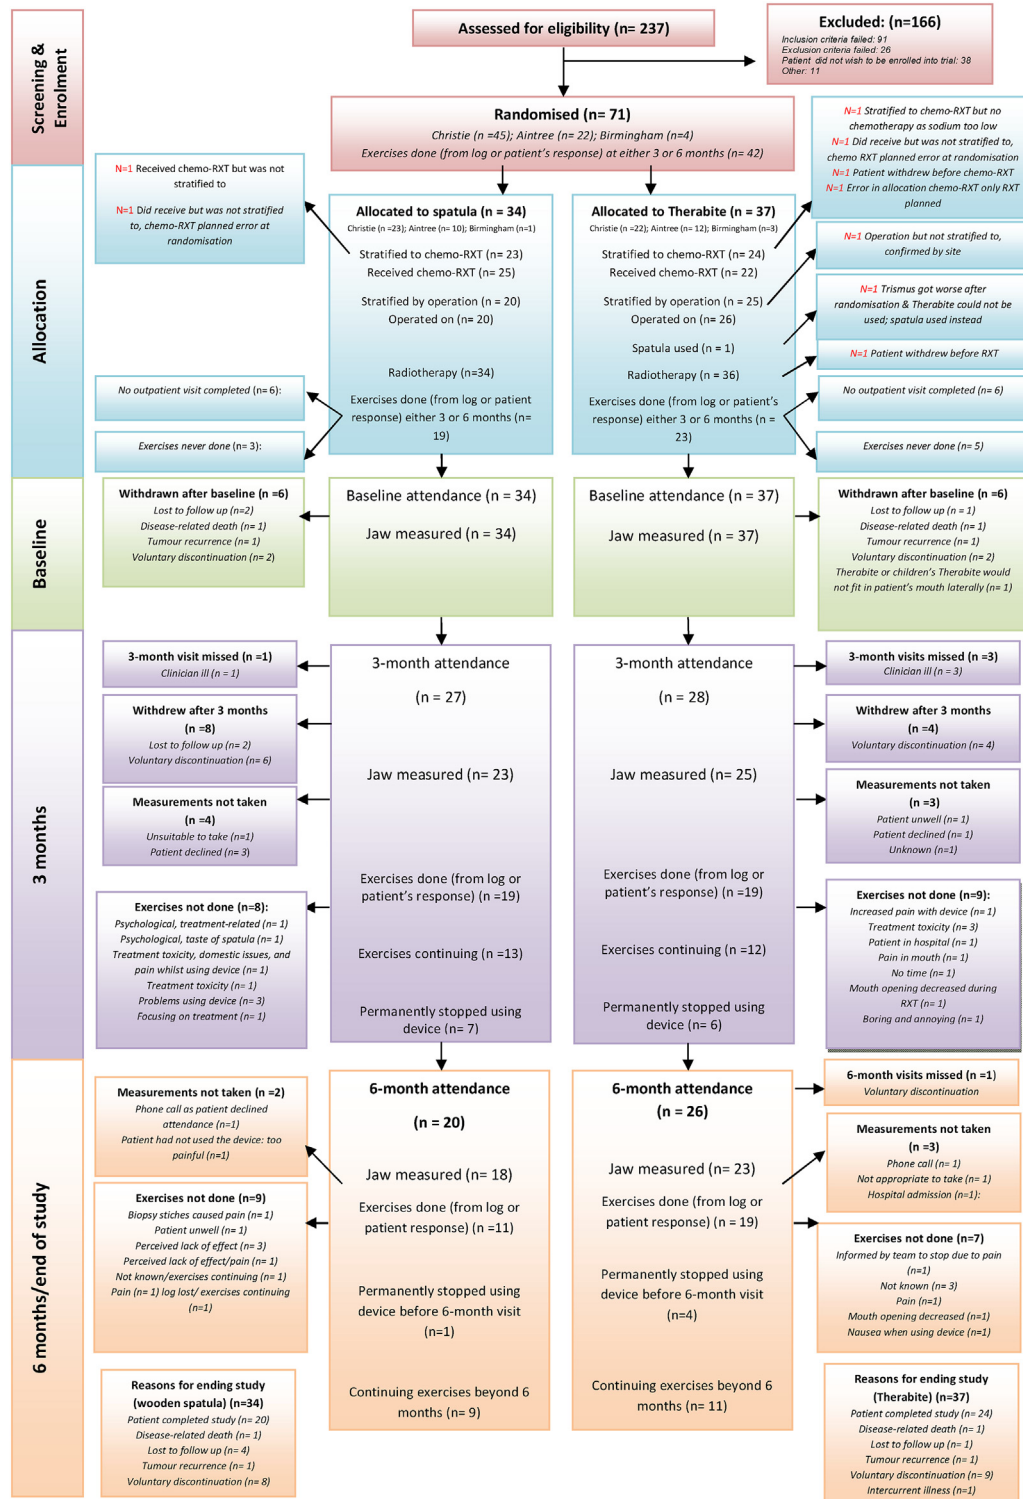 Screening &
Enrolment
Assessed for eligibility (n= 237)
Excluded: (n=166)
Inclusion criteria failed: 91
Exclusion criteria failed: 26
Patient did not wish to be enrolled into trial: 38
Other: 11
Randomised (n= 71)
Christie (n =45); Aintree (n= 22); Birmingham (n=4)
Exercises done (from log or patient's response) at either 3 or 6 months (n= 42)
Allocation
N=1 Received chemo-RXT but was not
stratified to
N=1 Did receive but was not stratified
to, chemo-RXT planned error at
randomisation
Allocated to spatula (n = 34)
Christie (n =23); Aintree (n= 10); Birmingham (n=1)
Stratified to chemo-RXT (n= 23)
Received chemo-RXT (n= 25)
Stratified by operation (n = 20)
Operated on (n= 20)
Radiotherapy (n=34)
Exercises done (from log or patient
response) either 3 or 6 months (n=
19)
No outpatient visit completed (n= 6):
Exercises never done (n= 3):
Allocated to Therabite (n = 37)
Christie (n =22); Aintree (n= 12); Birmingham (n=3)
Stratified to chemo-RXT (n= 24)
Received chemo-RXT (n= 22)
Stratified by operation (n= 25)
Operated on (n= 26)
Spatula used (n = 1)
Radiotherapy (n = 36)
Exercises done (from log or patient's
response) either 3 or 6 months (n =
23)
N=1 Stratified to chemo-RXT but no
chemotherapy as sodium too low
N=1 Did receive but was not stratified to,
chemo RXT planned error at randomisation
N=1 Patient withdrew before chemo-RXT
N=1 Error in allocation chemo-RXT only RXT
planned
N=1 Operation but not stratified to,
confirmed by site
N=1 Trismus got worse after
randomisation & Therabite could not be
used; spatula used instead
N=1 Patient withdrew before RXT
No outpatient visit completed (n=6)
Exercises never done (n= 5)
Baseline
Withdrawn after baseline (n =6)
Lost to follow up (n=2)
Disease-related death (n= 1)
Tumour recurrence (n= 1)
Voluntary discontinuation (n= 2)
Baseline attendance (n = 34)
Jaw measured (n = 34)
Baseline attendance (n = 37)
Jaw measured (n = 37)
Withdrawn after baseline (n =6)
Lost to follow up (n = 1)
Disease-related death (n= 1)
Tumour recurrence (n= 1)
Voluntary discontinuation (n= 2)
Therabite or children's Therabite would
not fit in patient's mouth laterally (n= 1)
3 months
3-month visit missed (n =1)
Clinician ill (n = 1)
Withdrew after 3 months
(n =8)
Lost to follow up (n= 2)
Voluntary discontinuation (n= 6)
Measurements not taken
(n =4)
Unsuitable to take (n=1)
Patient declined (n= 3)
Exercises not done (n=8):
Psychological, treatment-related (n= 1)
Psychological, taste of spatula (n= 1)
Treatment toxicity, domestic issues, and
pain whilst using device (n= 1)
Treatment toxicity (n= 1)
Problems using device (n= 3)
Focusing on treatment (n= 1)
3-month attendance
(n = 27)
Jaw measured (n= 23)
Exercises done (from log or
patient's response) (n =19)
Exercises continuing (n =13)
Permanently stopped using
device (n= 7)
3-month attendance
(n = 28)
Jaw measured (n= 25)
Exercises done (from log or
patient's response) (n =19)
Exercises continuing (n =12)
Permanently stopped using
device (n= 6)
3-month visits missed (n =3)
Clinician ill (n = 3)
Withdrew after 3 months
(n =4)
Voluntary discontinuation (n= 4)
Measurements not taken
(n =3)
Patient unwell (n= 1)
Patient declined (n= 1)
Unknown (n=1)
Exercises not done (n=9):
Increased pain with device (n= 1)
Treatment toxicity (n= 3)
Patient in hospital (n= 1)
Pain in mouth (n= 1)
No time (n= 1)
Mouth opening decreased during
RXT (n= 1)
Boring and annoying (n= 1)
6 months/end of study
Measurements not taken (n =2)
Phone call as patient declined
attendance (n=1)
Patient had not used the device: too
painful (n=1)
Exercises not done (n=9)
Biopsy stiches caused pain (n= 1)
Patient unwell (n= 1)
Perceived lack of effect (n= 3)
Perceived lack of effect/pain (n= 1)
Not known/exercises continuing (n= 1)
Pain (n= 1) log lost/ exercises continuing
(n=1)
Reasons for ending study
(wooden spatula) (n=34)
Patient completed study (n= 20)
Disease-related death (n= 1)
Lost to follow up (n= 4)
Tumour recurrence (n= 1)
Voluntary discontinuation (n= 8)
6-month attendance
(n = 20)
Jaw measured (n= 18)
Exercises done (from log or
patient response) (n =11)
Permanently stopped using
device before 6-month visit
(n=1)
Continuing exercises beyond 6
months (n= 9)
6-month attendance
(n = 26)
Jaw measured (n= 23)
Exercises done (from log or
patient response) (n = 19)
Permanently stopped using
device before 6-month visit
(n=4)
Continuing exercises beyond 6
months (n= 11)
6-month visits missed (n =1)
Voluntary discontinuation
Measurements not taken
(n =3)
Phone call (n= 1)
Not appropriate to take (n= 1)
Hospital admission (n=1):
Exercises not done (n=7)
Informed by team to stop due to pain
(n=1)
Not known (n= 3)
Pain (n=1)
Mouth opening decreased (n=1)
Nausea when using device (n=1)
Reasons for ending study
(Therabite) (n=37)
Patient completed study (n= 24)
Disease-related death (n= 1)
Lost to follow up (n= 1)
Tumour recurrence (n= 1)
Voluntary discontinuation (n= 9)
Intercurrent illness (n=1)